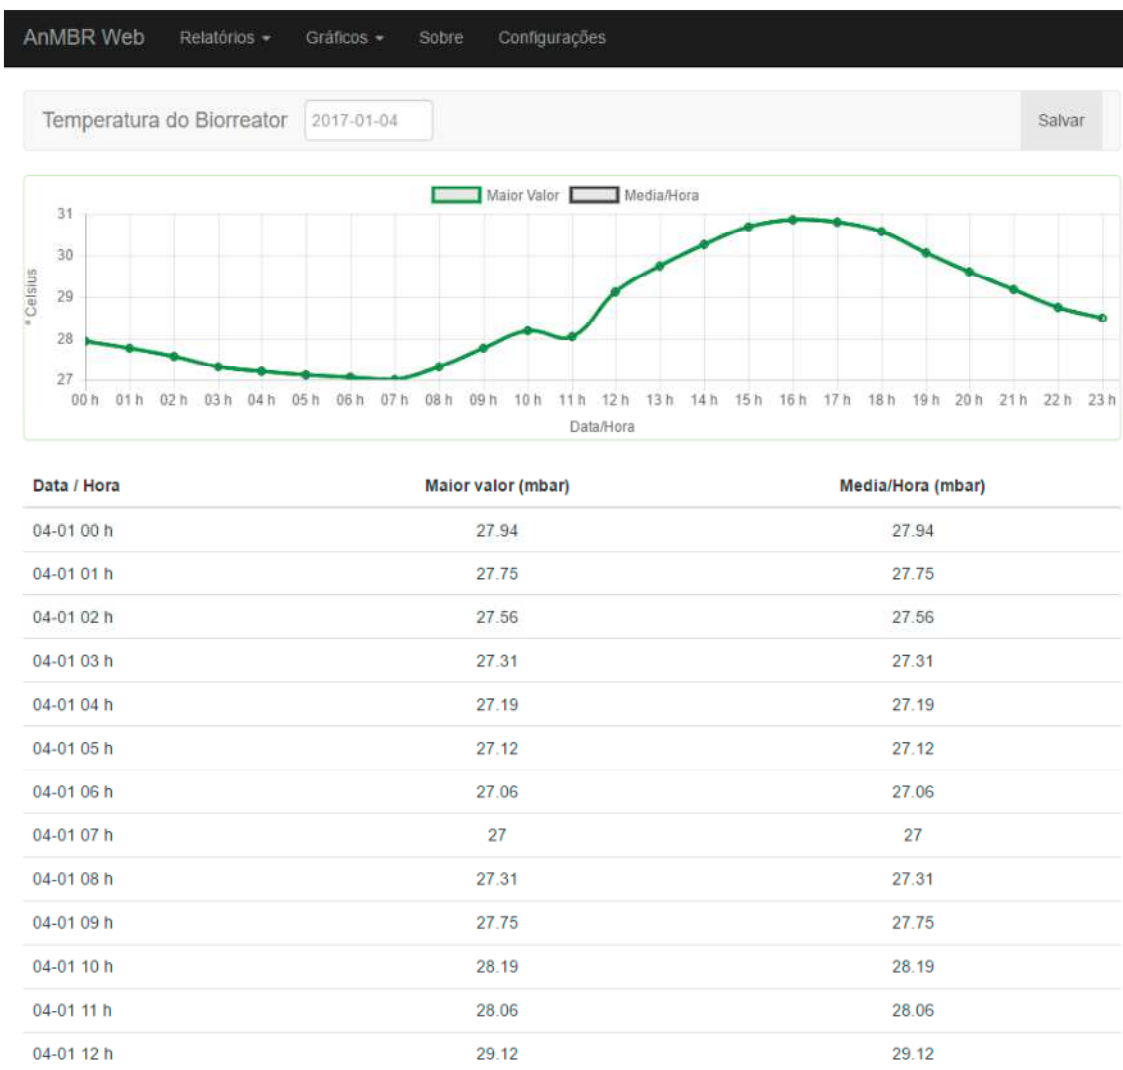 AnMBR Web Relatórios Gráficos Sobre Configurações
Temperatura do Biorreator 2017-01-04 Salvar
Maior Valor Media/Hora
31
30
29
28
27
° Celsius
00 h 01 h 02 h 03 h 04 h 05 h 06 h 07 h 08 h 09 h 10 h 11 h 12 h 13 h 14 h 15 h 16 h 17 h 18 h 19 h 20 h 21 h 22 h 23 h
Data/Hora
Data / Hora Maior valor (mbar) Media/Hora (mbar)
04-01 00 h 27.94 27.94
04-01 01 h 27.75 27.75
04-01 02 h 27.56 27.56
04-01 03 h 27.31 27.31
04-01 04 h 27.19 27.19
04-01 05 h 27.12 27.12
04-01 06 h 27.06 27.06
04-01 07 h 27 27
04-01 08 h 27.31 27.31
04-01 09 h 27.75 27.75
04-01 10 h 28.19 28.19
04-01 11 h 28.06 28.06
04-01 12 h 29.12 29.12